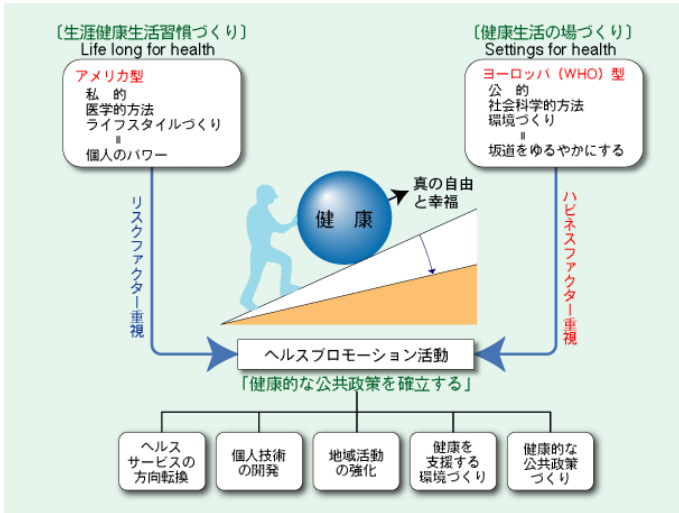 〔生涯健康生活習慣づくり〕
Life long for health
アメリカ型
私　的
医学的方法
ライフスタイルづくり
＝
個人のパワー
〔健康生活の場づくり〕
Settings for health
ヨーロッパ（WHO）型
公　的
社会科学的方法
環境づくり
＝
坂道をゆるやかにする
リスクファクター重視
健　康
真の自由
と幸福
ハピネスファクター重視
ヘルスプロモーション活動
「健康的な公共政策を確立する」
ヘルス
サービスの
方向転換
個人技術
の開発
地域活動
の強化
健康を
支援する
環境づくり
健康的な
公共政策
づくり